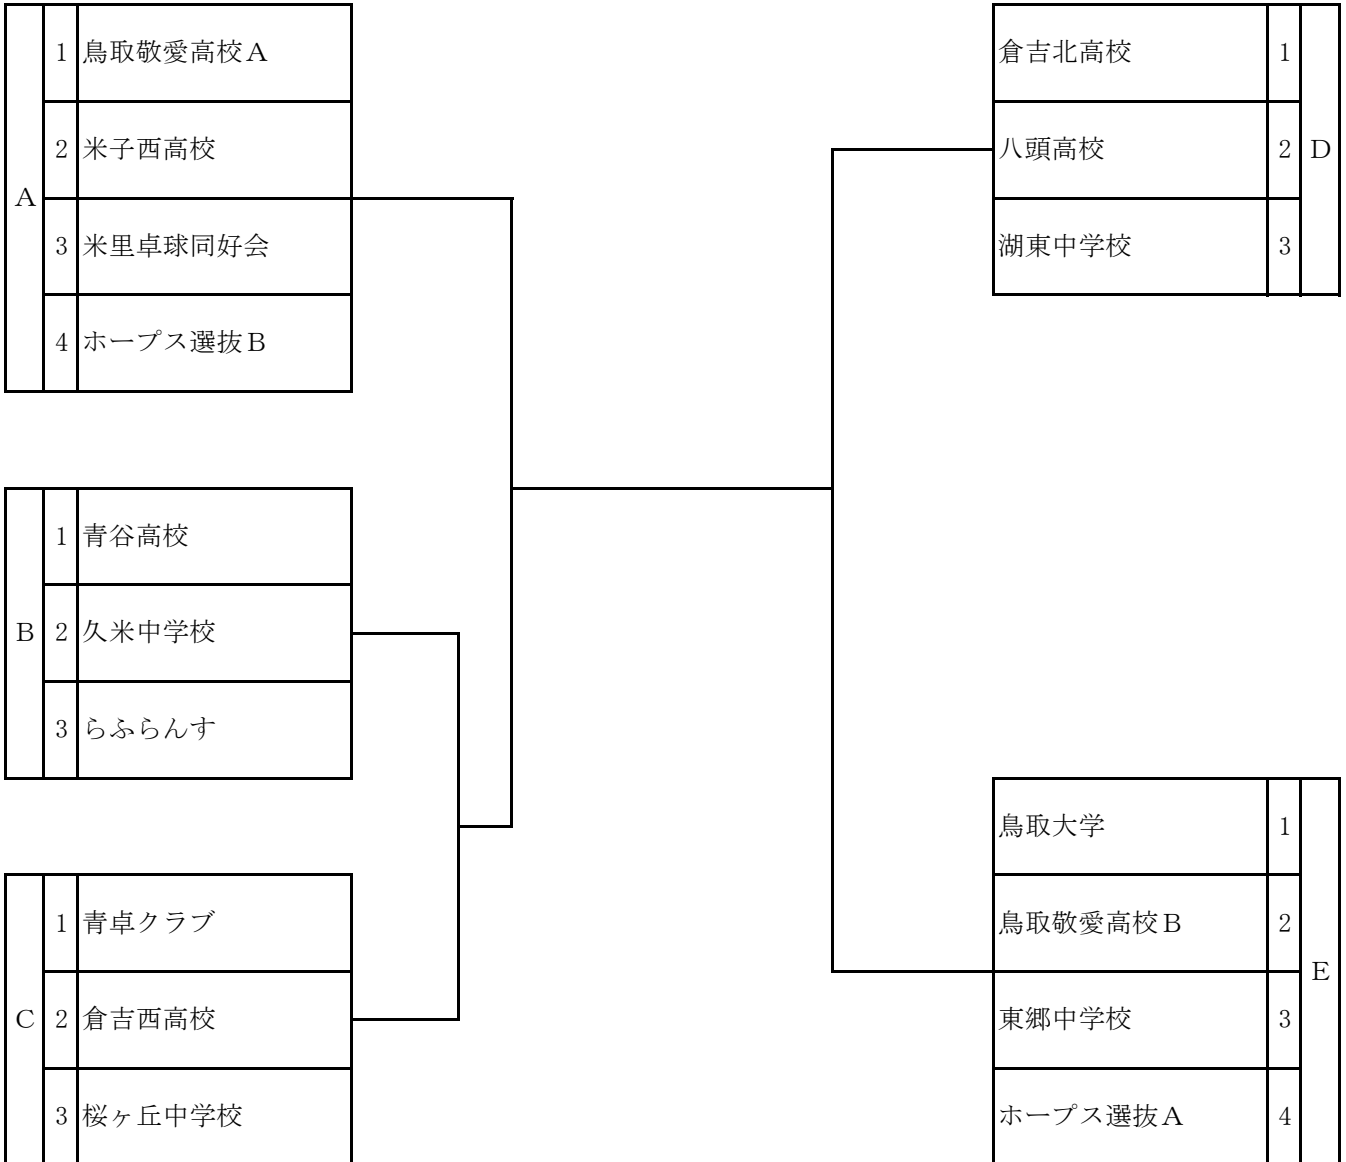 A
1 鳥取敬愛高校A
2 米子西高校
3 米里卓球同好会
4 ホープス選抜B
B
1 青谷高校
2 久米中学校
3 らふらんす
C
1 青卓クラブ
2 倉吉西高校
3 桜ヶ丘中学校
倉吉北高校 1
八頭高校 2
湖東中学校 3
D
鳥取大学 1
鳥取敬愛高校B 2
東郷中学校 3
ホープス選抜A 4
E